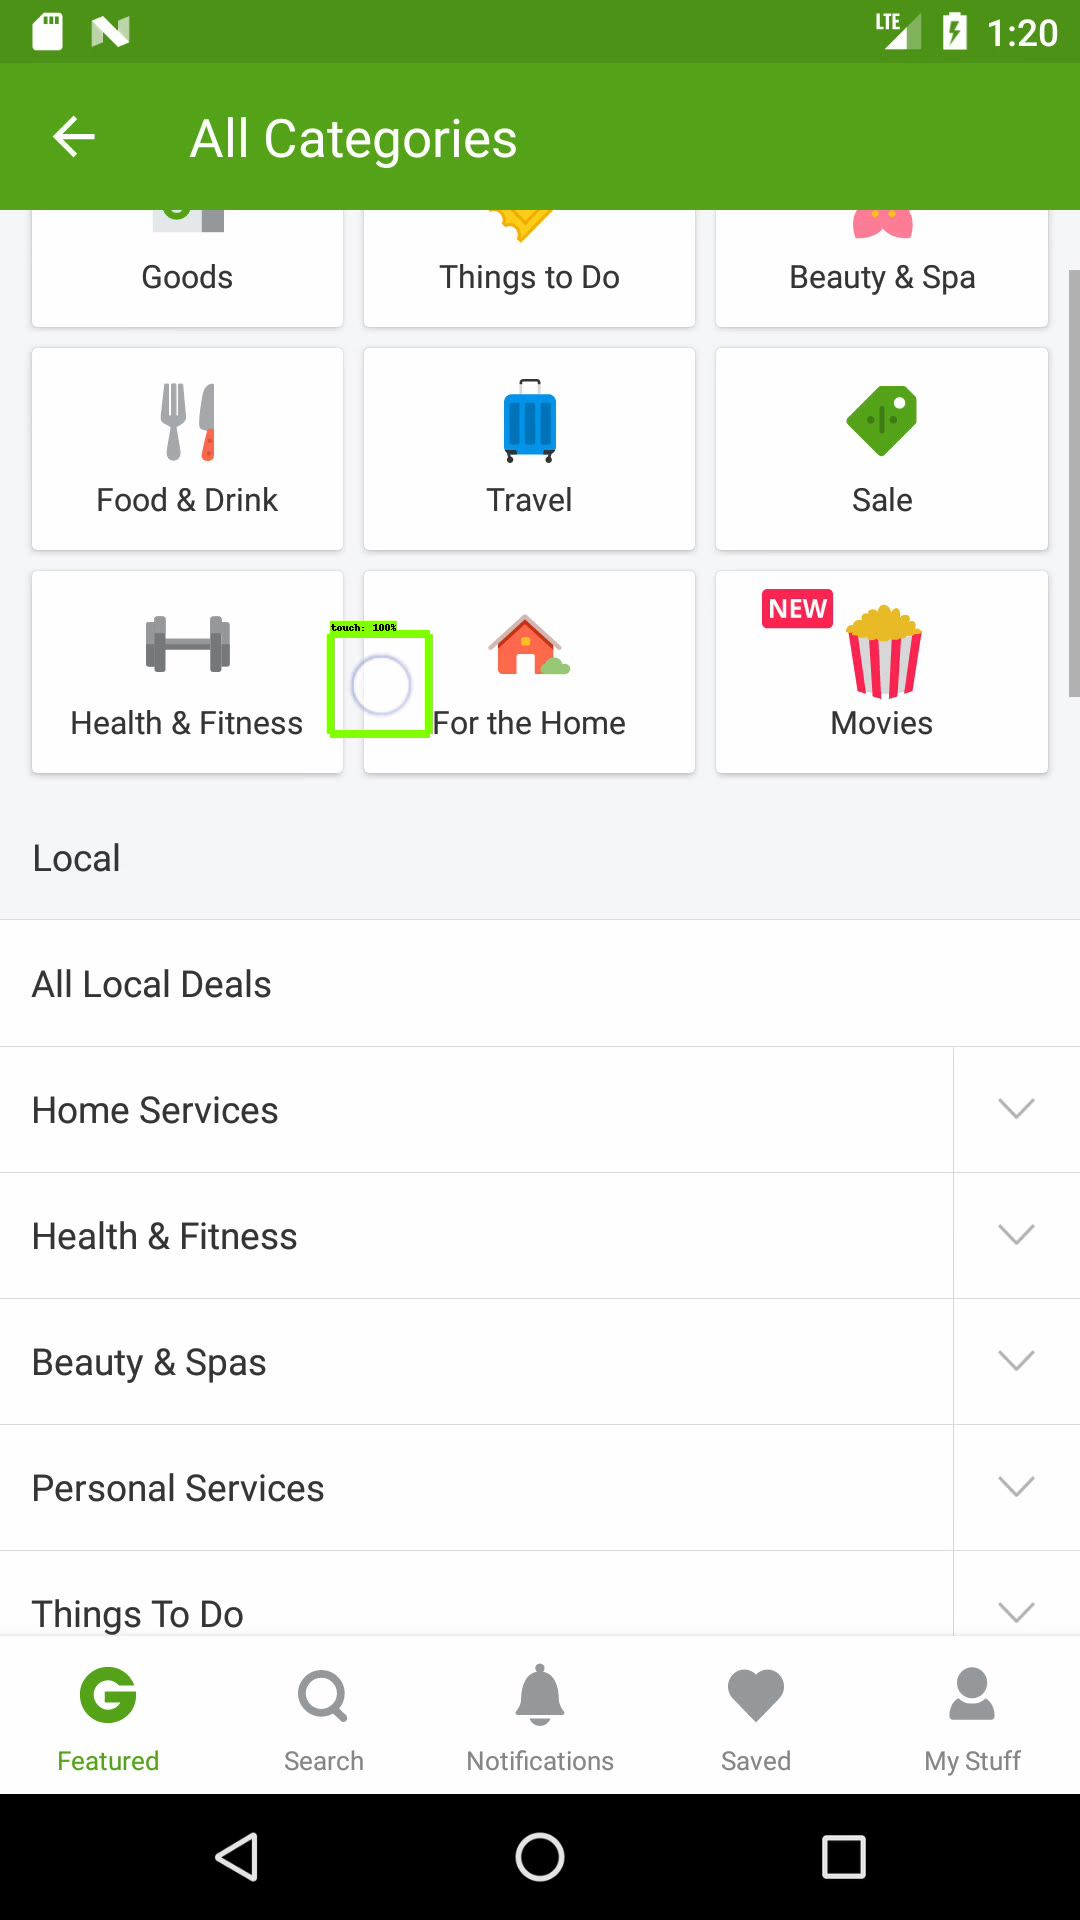 LTE 1:20
All Categories
Goods
Things to Do
Beauty & Spa
Food & Drink
Travel
Sale
NEW
touch: 100%
Health & Fitness
For the Home
Movies
Local
All Local Deals
Home Services
Health & Fitness
Beauty & Spas
Personal Services
Things To Do
Featured
Search
Notifications
Saved
My Stuff